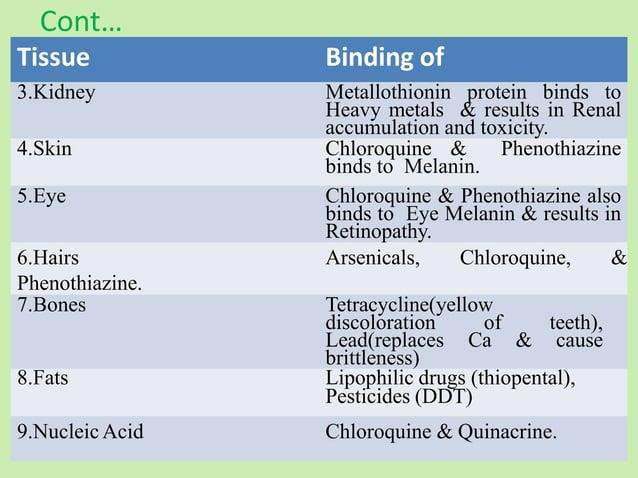 Cont…
Tissue Binding of
3.Kidney Metallothionin protein binds to
Heavy metals & results in Renal
accumulation and toxicity.
4.Skin Chloroquine & Phenothiazine
binds to Melanin.
5.Eye Chloroquine & Phenothiazine also
binds to Eye Melanin & results in
Retinopathy.
6.Hairs Arsenicals, Chloroquine, &
Phenothiazine.
7.Bones Tetracycline(yellow
discoloration of teeth),
Lead(replaces Ca & cause
brittleness)
8.Fats Lipophilic drugs (thiopental),
Pesticides (DDT)
9.Nucleic Acid Chloroquine & Quinacrine.